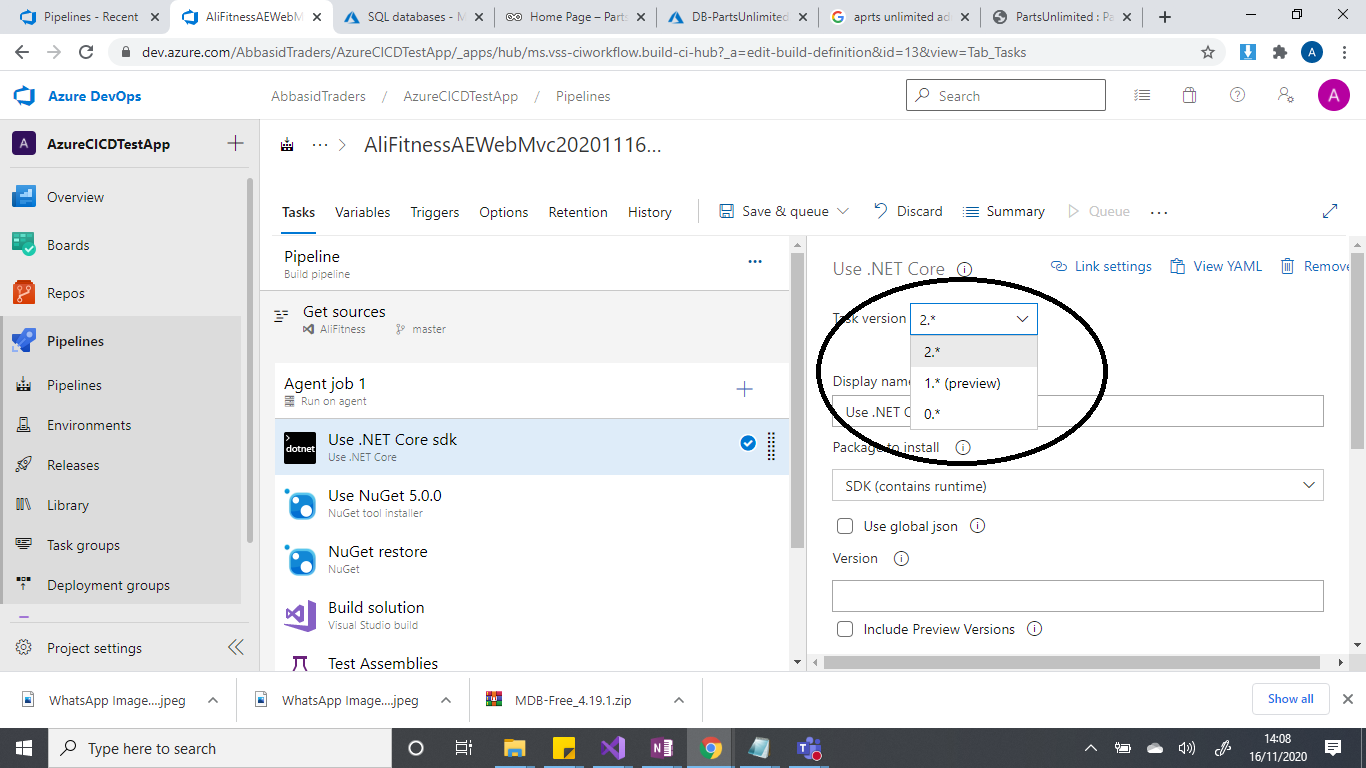 Pipelines - Recent
AliFitnessAEWebM
SQL databases - M
Home Page – Parts
DB-PartsUnlimited
aprts unlimited ad
PartsUnlimited : Pa
dev.azure.com/AbbasidTraders/AzureCICDTestApp/_apps/hub/ms.vss-ciworkflow.build-ci-hub?_a=edit-build-definition&id=13&view=Tab_Tasks
A
Azure DevOps
AbbasidTraders / AzureCICDTestApp / Pipelines
Search
A
A AzureCICDTestApp
Overview
Boards
Repos
Pipelines
Pipelines
Environments
Releases
Library
Task groups
Deployment groups
Project settings
AliFitnessAEWebMvc20201116...
Tasks Variables Triggers Options Retention History
Save & queue Discard Summary Queue ...
Pipeline
Build pipeline
Get sources
AliFitness master
Agent job 1
Run on agent
dotnet
Use .NET Core sdk
Use .NET Core
Use NuGet 5.0.0
NuGet tool installer
NuGet restore
NuGet
Build solution
Visual Studio build
Test Assemblies
Use .NET Core
Link settings View YAML Remove
Task version 2.*
2.*
1.* (preview)
0.*
Display name
Use .NET C
Package to install
SDK (contains runtime)
Use global json
Version
Include Preview Versions
WhatsApp Image....jpeg
WhatsApp Image....jpeg
MDB-Free_4.19.1.zip
Show all
Type here to search
14:08
16/11/2020